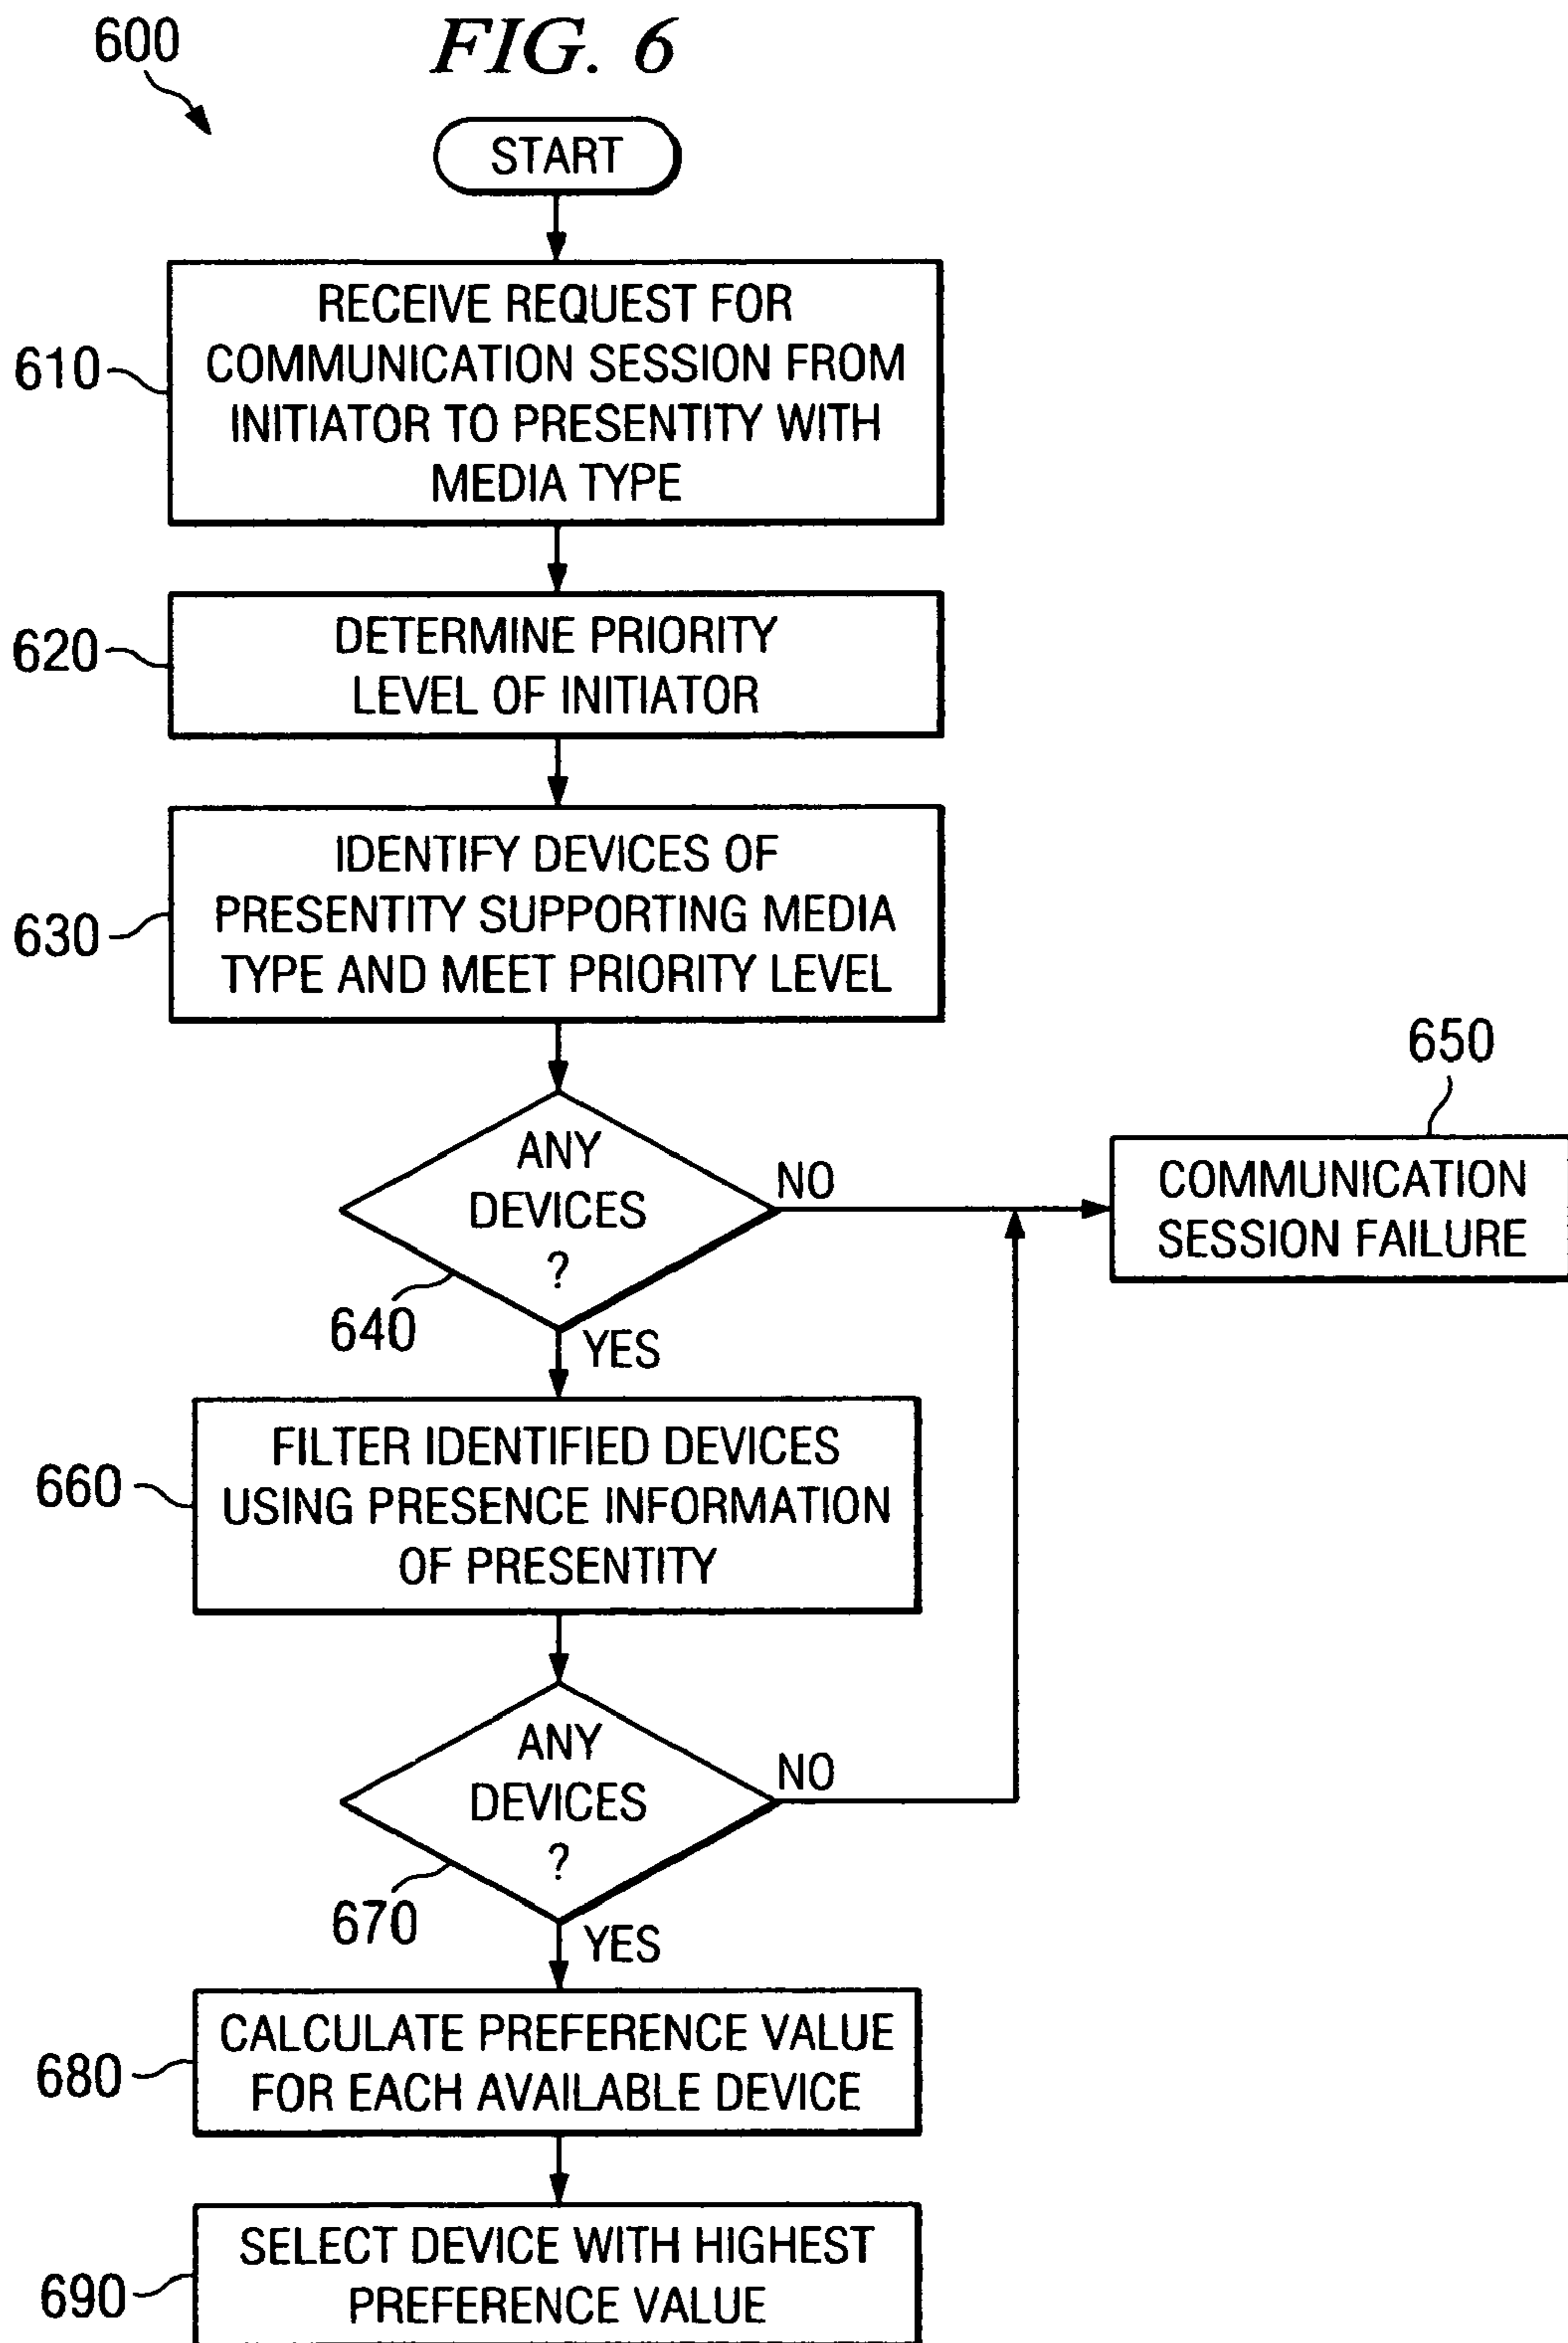 600
FIG. 6
START
610
RECEIVE REQUEST FOR
COMMUNICATION SESSION FROM
INITIATOR TO PRESENTITY WITH
MEDIA TYPE
620
DETERMINE PRIORITY
LEVEL OF INITIATOR
630
IDENTIFY DEVICES OF
PRESENTITY SUPPORTING MEDIA
TYPE AND MEET PRIORITY LEVEL
640
ANY
DEVICES
?
NO
YES
650
COMMUNICATION
SESSION FAILURE
660
FILTER IDENTIFIED DEVICES
USING PRESENCE INFORMATION
OF PRESENTITY
670
ANY
DEVICES
?
NO
YES
680
CALCULATE PREFERENCE VALUE
FOR EACH AVAILABLE DEVICE
690
SELECT DEVICE WITH HIGHEST
PREFERENCE VALUE